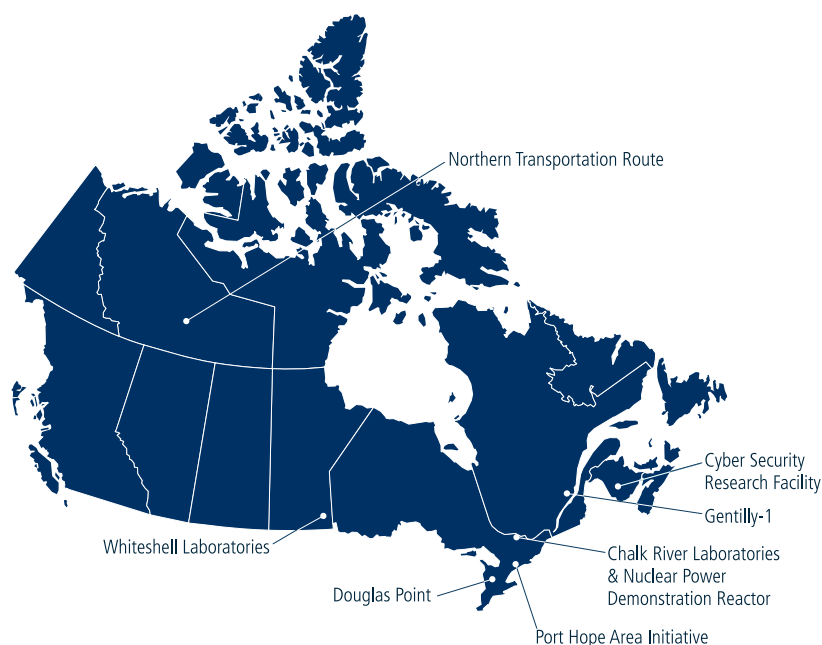 Northern Transportation Route
Cyber Security
Research Facility
Gentilly-1
Whiteshell Laboratories
Chalk River Laboratories
& Nuclear Power
Demonstration Reactor
Douglas Point
Port Hope Area Initiative